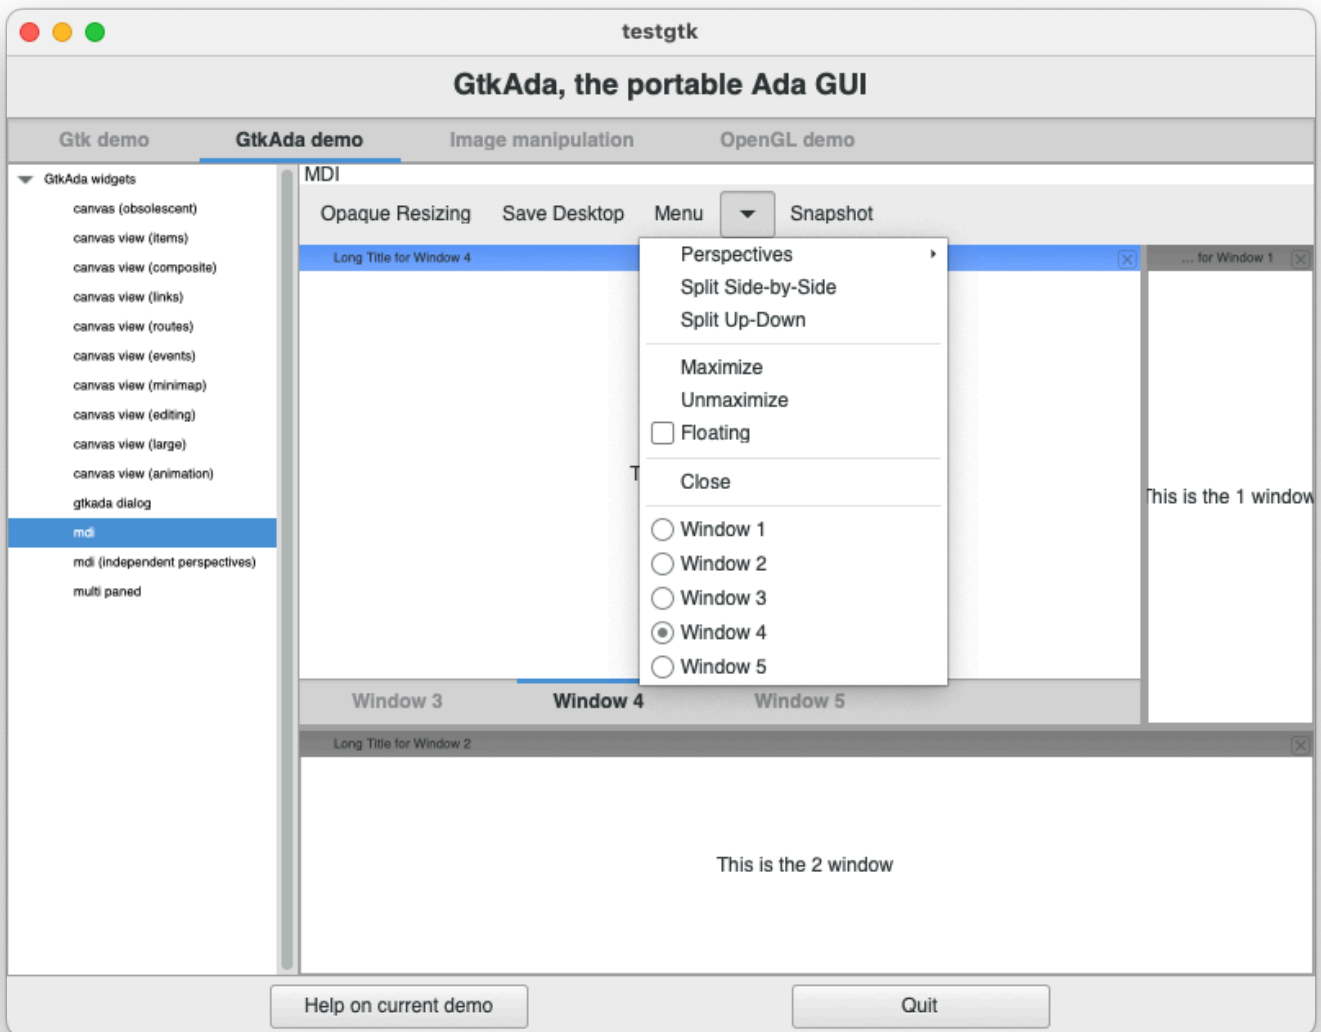 testgtk
GtkAda, the portable Ada GUI
Gtk demo GtkAda demo Image manipulation OpenGL demo
GtkAda widgets
canvas (obsolescent)
canvas view (items)
canvas view (composite)
canvas view (links)
canvas view (routes)
canvas view (events)
canvas view (minimap)
canvas view (editing)
canvas view (large)
canvas view (animation)
gtkada dialog
mdi
mdi (independent perspectives)
multi paned
MDI
Opaque Resizing Save Desktop Menu Snapshot
Long Title for Window 4
... for Window 1
Perspectives
Split Side-by-Side
Split Up-Down
Maximize
Unmaximize
Floating
Close
Window 1
Window 2
Window 3
Window 4
Window 5
T
This is the 1 window
Window 3 Window 4 Window 5
Long Title for Window 2
This is the 2 window
Help on current demo Quit